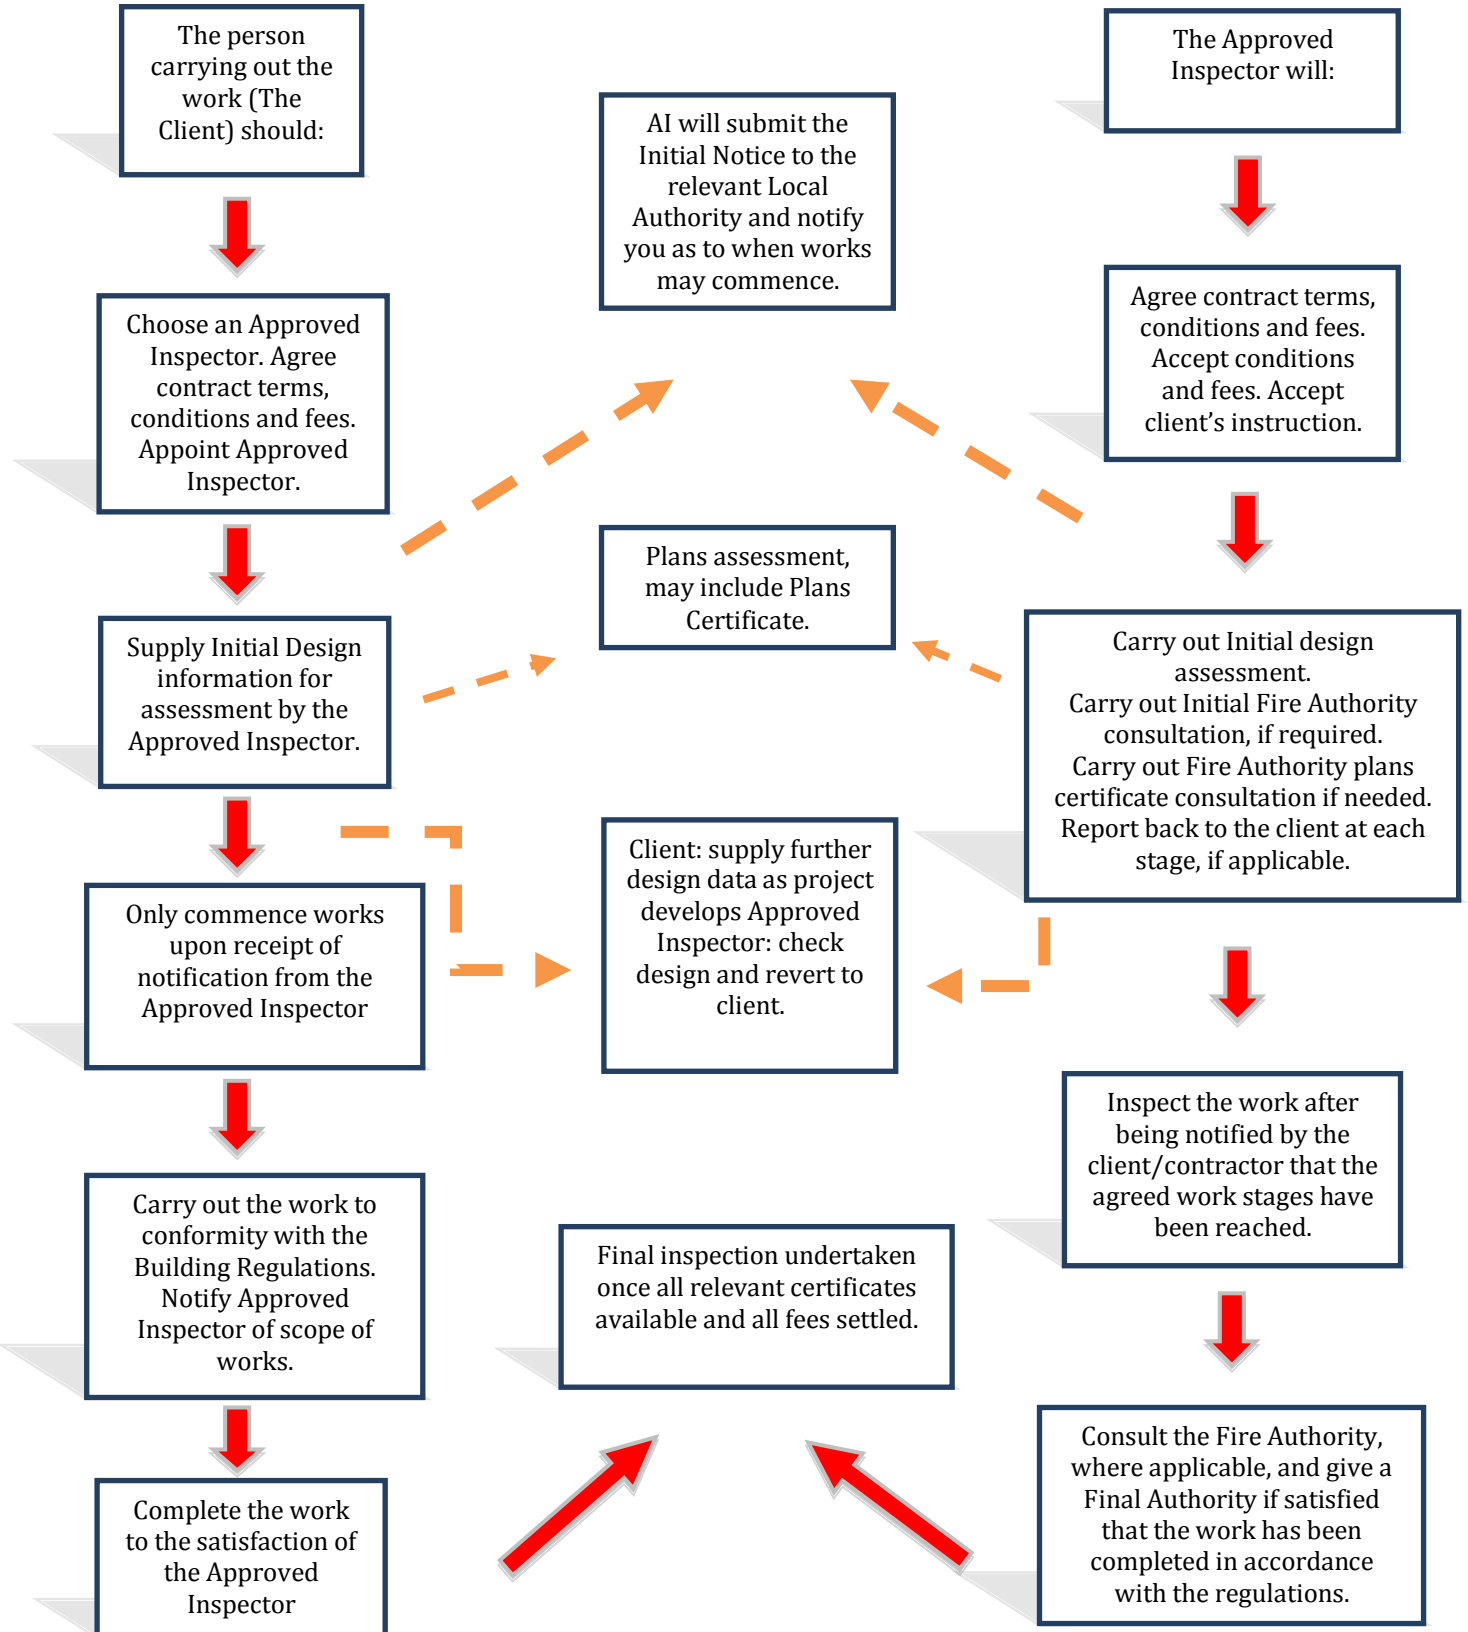 The person
carrying out the
work (The
Client) should:
Choose an Approved
Inspector. Agree
contract terms,
conditions and fees.
Appoint Approved
Inspector.
Supply Initial Design
information for
assessment by the
Approved Inspector.
Only commence works
upon receipt of
notification from the
Approved Inspector
Carry out the work to
conformity with the
Building Regulations.
Notify Approved
Inspector of scope of
works.
Complete the work
to the satisfaction of
the Approved
Inspector
AI will submit the
Initial Notice to the
relevant Local
Authority and notify
you as to when works
may commence.
Plans assessment,
may include Plans
Certificate.
Client: supply further
design data as project
develops Approved
Inspector: check
design and revert to
client.
Final inspection undertaken
once all relevant certificates
available and all fees settled.
The Approved
Inspector will:
Agree contract terms,
conditions and fees.
Accept conditions
and fees. Accept
client’s instruction.
Carry out Initial design
assessment.
Carry out Initial Fire Authority
consultation, if required.
Carry out Fire Authority plans
certificate consultation if needed.
Report back to the client at each
stage, if applicable.
Inspect the work after
being notified by the
client/contractor that the
agreed work stages have
been reached.
Consult the Fire Authority,
where applicable, and give a
Final Authority if satisfied
that the work has been
completed in accordance
with the regulations.